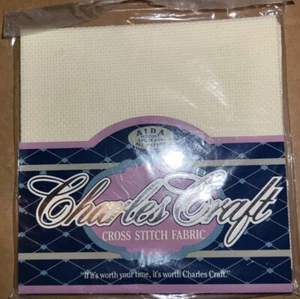 AIDA
Charles Craft
CROSS STITCH FABRIC
"If it's worth your time, it's worth Charles Craft."